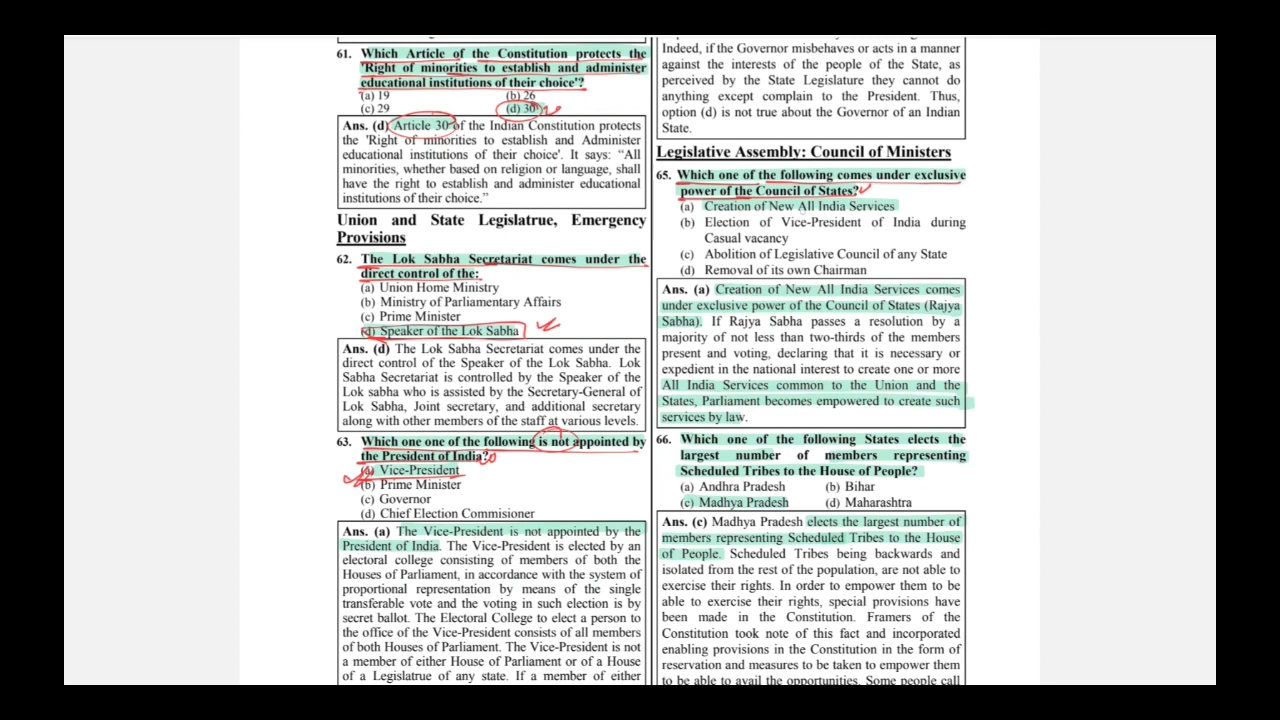 61. Which Article of the Constitution protects the
'Right of minorities to establish and administer
educational institutions of their choice'?
(a) 19 (b) 26
(c) 29 (d) 30
Ans. (d) Article 30 of the Indian Constitution protects
the 'Right of minorities to establish and Administer
educational institutions of their choice'. It says: “All
minorities, whether based on religion or language, shall
have the right to establish and administer educational
institutions of their choice.”
Union and State Legislatrue, Emergency
Provisions
62. The Lok Sabha Secretariat comes under the
direct control of the:
(a) Union Home Ministry
(b) Ministry of Parliamentary Affairs
(c) Prime Minister
(d) Speaker of the Lok Sabha
Ans. (d) The Lok Sabha Secretariat comes under the
direct control of the Speaker of the Lok Sabha. Lok
Sabha Secretariat is controlled by the Speaker of the
Lok sabha who is assisted by the Secretary-General of
Lok Sabha, Joint secretary, and additional secretary
along with other members of the staff at various levels.
63. Which one one of the following is not appointed by
the President of India?
(a) Vice-President
(b) Prime Minister
(c) Governor
(d) Chief Election Commisioner
Ans. (a) The Vice-President is not appointed by the
President of India. The Vice-President is elected by an
electoral college consisting of members of both the
Houses of Parliament, in accordance with the system of
proportional representation by means of the single
transferable vote and the voting in such election is by
secret ballot. The Electoral College to elect a person to
the office of the Vice-President consists of all members
of both Houses of Parliament. The Vice-President is not
a member of either House of Parliament or of a House
of a Legislatrue of any state. If a member of either
Indeed, if the Governor misbehaves or acts in a manner
against the interests of the people of the State, as
perceived by the State Legislature they cannot do
anything except complain to the President. Thus,
option (d) is not true about the Governor of an Indian
State.
Legislative Assembly: Council of Ministers
65. Which one of the following comes under exclusive
power of the Council of States?
(a) Creation of New All India Services
(b) Election of Vice-President of India during
Casual vacancy
(c) Abolition of Legislative Council of any State
(d) Removal of its own Chairman
Ans. (a) Creation of New All India Services comes
under exclusive power of the Council of States (Rajya
Sabha). If Rajya Sabha passes a resolution by a
majority of not less than two-thirds of the members
present and voting, declaring that it is necessary or
expedient in the national interest to create one or more
All India Services common to the Union and the
States, Parliament becomes empowered to create such
services by law.
66. Which one of the following States elects the
largest number of members representing
Scheduled Tribes to the House of People?
(a) Andhra Pradesh (b) Bihar
(c) Madhya Pradesh (d) Maharashtra
Ans. (c) Madhya Pradesh elects the largest number of
members representing Scheduled Tribes to the House
of People. Scheduled Tribes being backwards and
isolated from the rest of the population, are not able to
exercise their rights. In order to empower them to be
able to exercise their rights, special provisions have
been made in the Constitution. Framers of the
Constitution took note of this fact and incorporated
enabling provisions in the Constitution in the form of
reservation and measures to be taken to empower them
to be able to avail the opportunities. Some people call